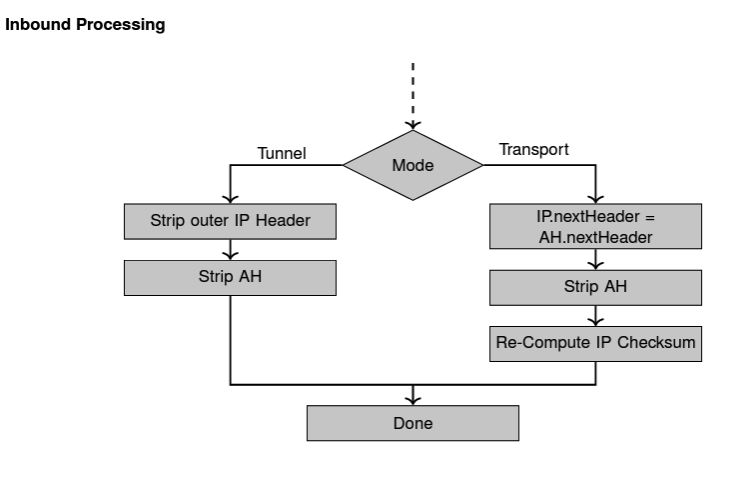 Inbound Processing
Mode
Tunnel
Transport
Strip outer IP Header
Strip AH
IP.nextHeader =
AH.nextHeader
Strip AH
Re-Compute IP Checksum
Done